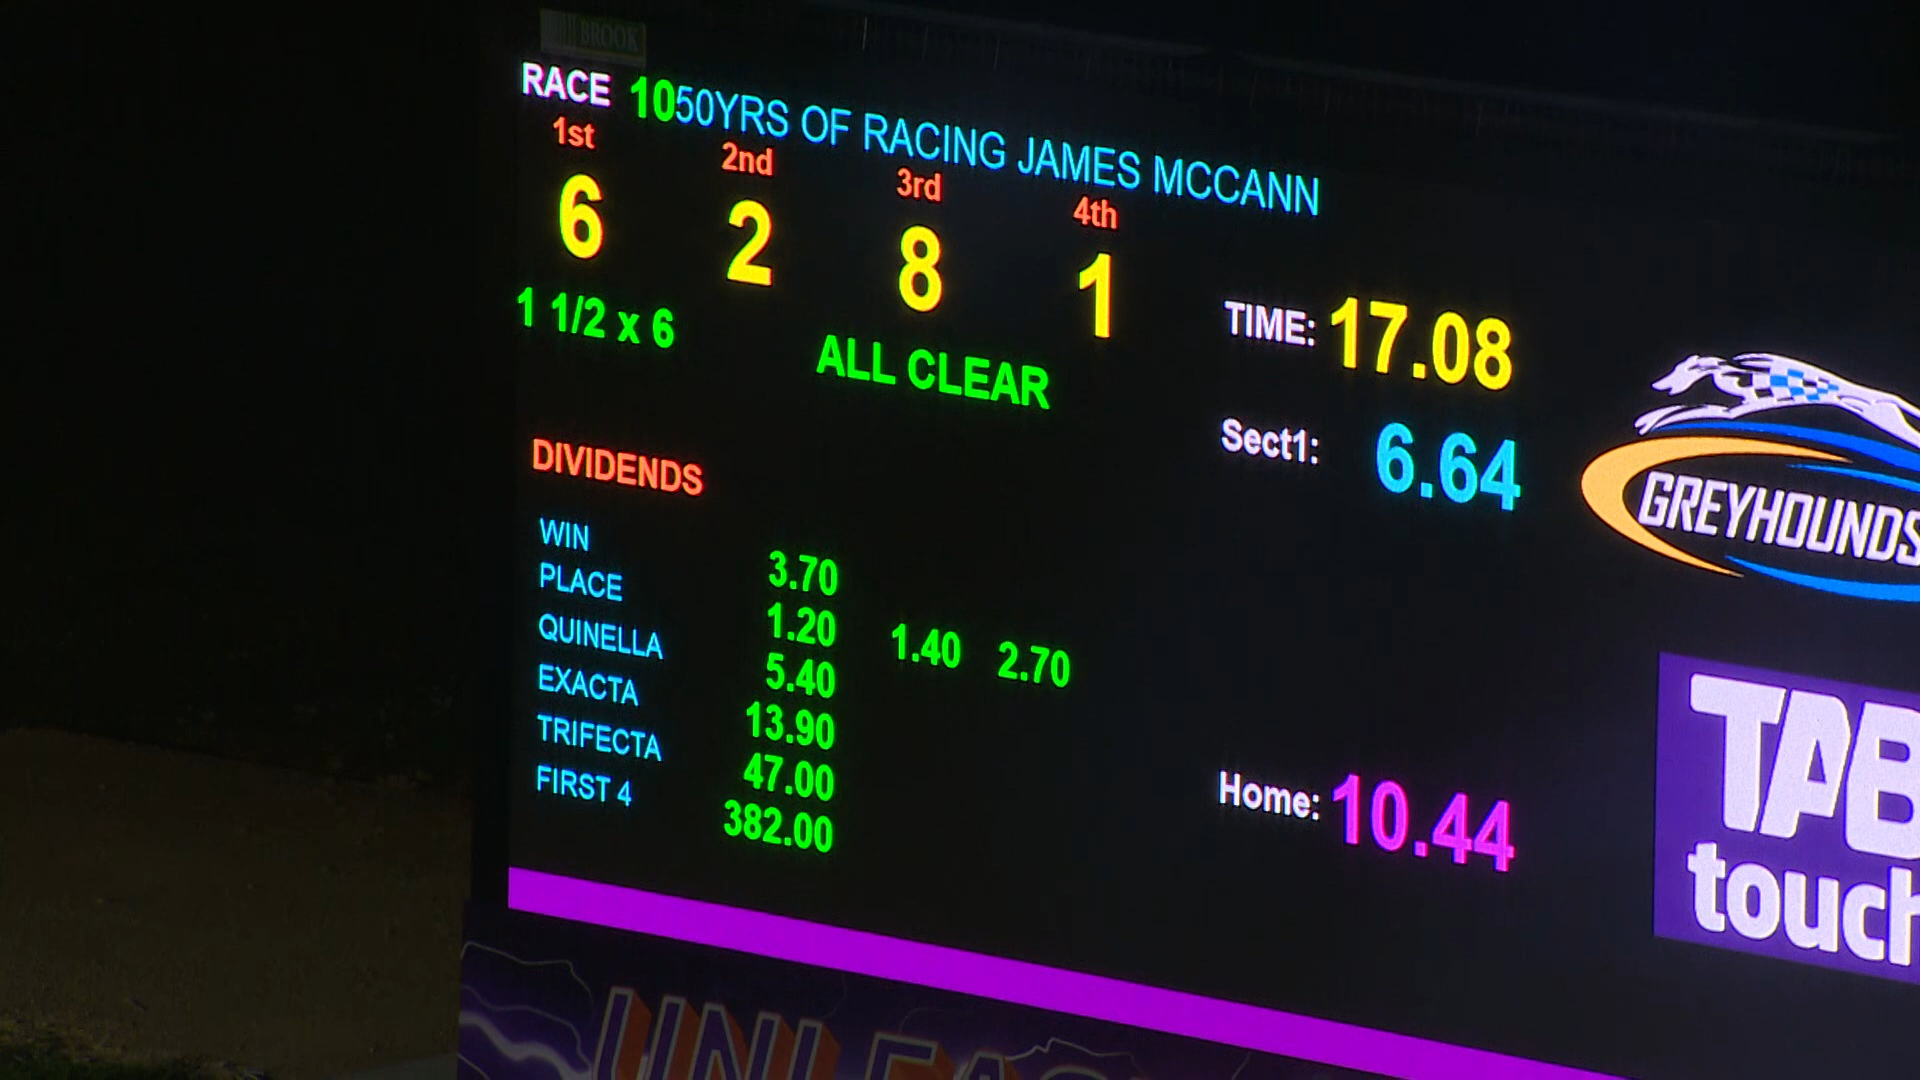 BROOK
RACE 10 50YRS OF RACING JAMES MCCANN
1st 2nd 3rd 4th
6 2 8 1
1 1/2 x 6
ALL CLEAR
TIME: 17.08
Sect1: 6.64
GREYHOUNDS
DIVIDENDS
WIN 3.70
PLACE 1.20 1.40 2.70
QUINELLA 5.40
EXACTA 13.90
TRIFECTA 47.00
FIRST 4 382.00
Home: 10.44
TAB
touch
UNLEA